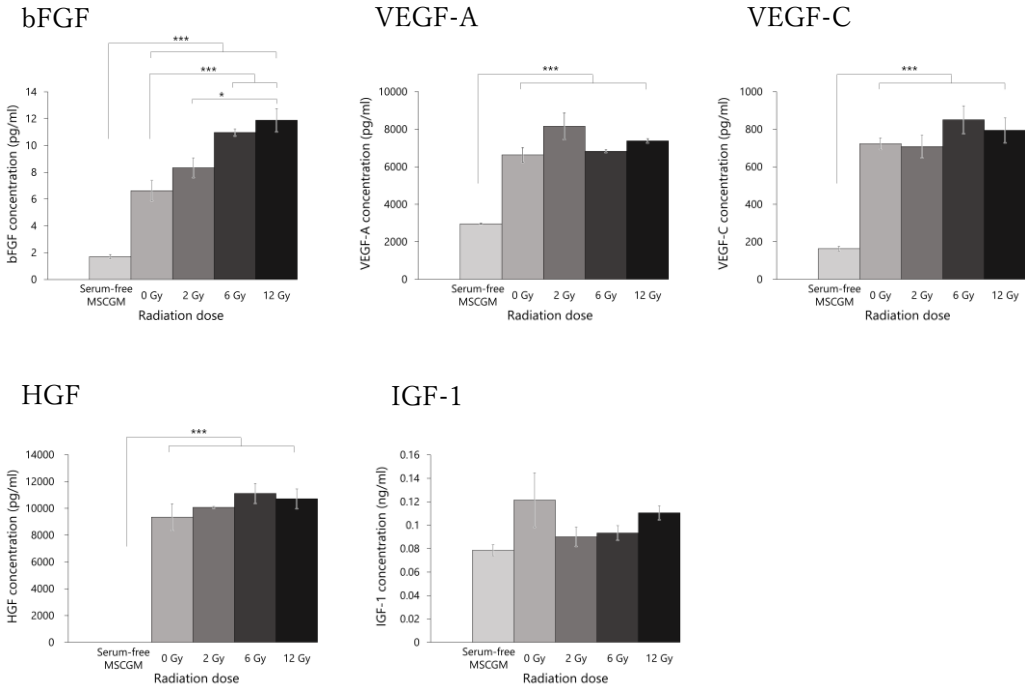 bFGF
***
***
*
bFGF concentration (pg/ml)
14
12
10
8
6
4
2
0
Serum-free
MSCGM
0 Gy
2 Gy
6 Gy
12 Gy
Radiation dose
VEGF-A
***
VEGF-A concentration (pg/ml)
10000
8000
6000
4000
2000
0
Serum-free
MSCGM
0 Gy
2 Gy
6 Gy
12 Gy
Radiation dose
VEGF-C
***
VEGF-C concentration (pg/ml)
1000
800
600
400
200
0
Serum-free
MSCGM
0 Gy
2 Gy
6 Gy
12 Gy
Radiation dose
HGF
***
HGF concentration (pg/ml)
14000
12000
10000
8000
6000
4000
2000
0
Serum-free
MSCGM
0 Gy
2 Gy
6 Gy
12 Gy
Radiation dose
IGF-1
IGF-1 concentration (ng/ml)
0.16
0.14
0.12
0.1
0.08
0.06
0.04
0.02
0
Serum-free
MSCGM
0 Gy
2 Gy
6 Gy
12 Gy
Radiation dose